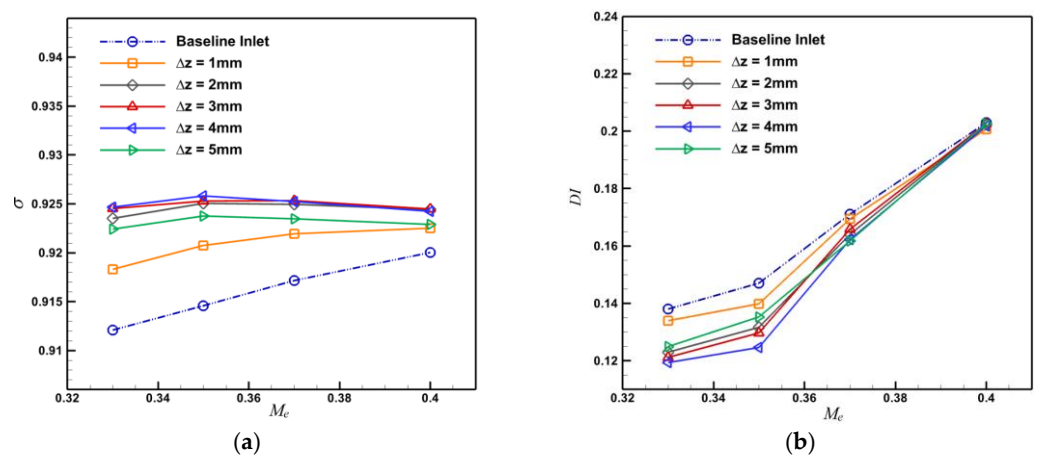 0.94
0.935
0.93
0.925
0.92
0.915
0.91
σ
Baseline Inlet
Δz = 1mm
Δz = 2mm
Δz = 3mm
Δz = 4mm
Δz = 5mm
0.32
0.34
0.36
0.38
0.4
Me
(a)
0.24
0.22
0.2
0.18
0.16
0.14
0.12
DI
Baseline Inlet
Δz = 1mm
Δz = 2mm
Δz = 3mm
Δz = 4mm
Δz = 5mm
0.32
0.34
0.36
0.38
0.4
Me
(b)